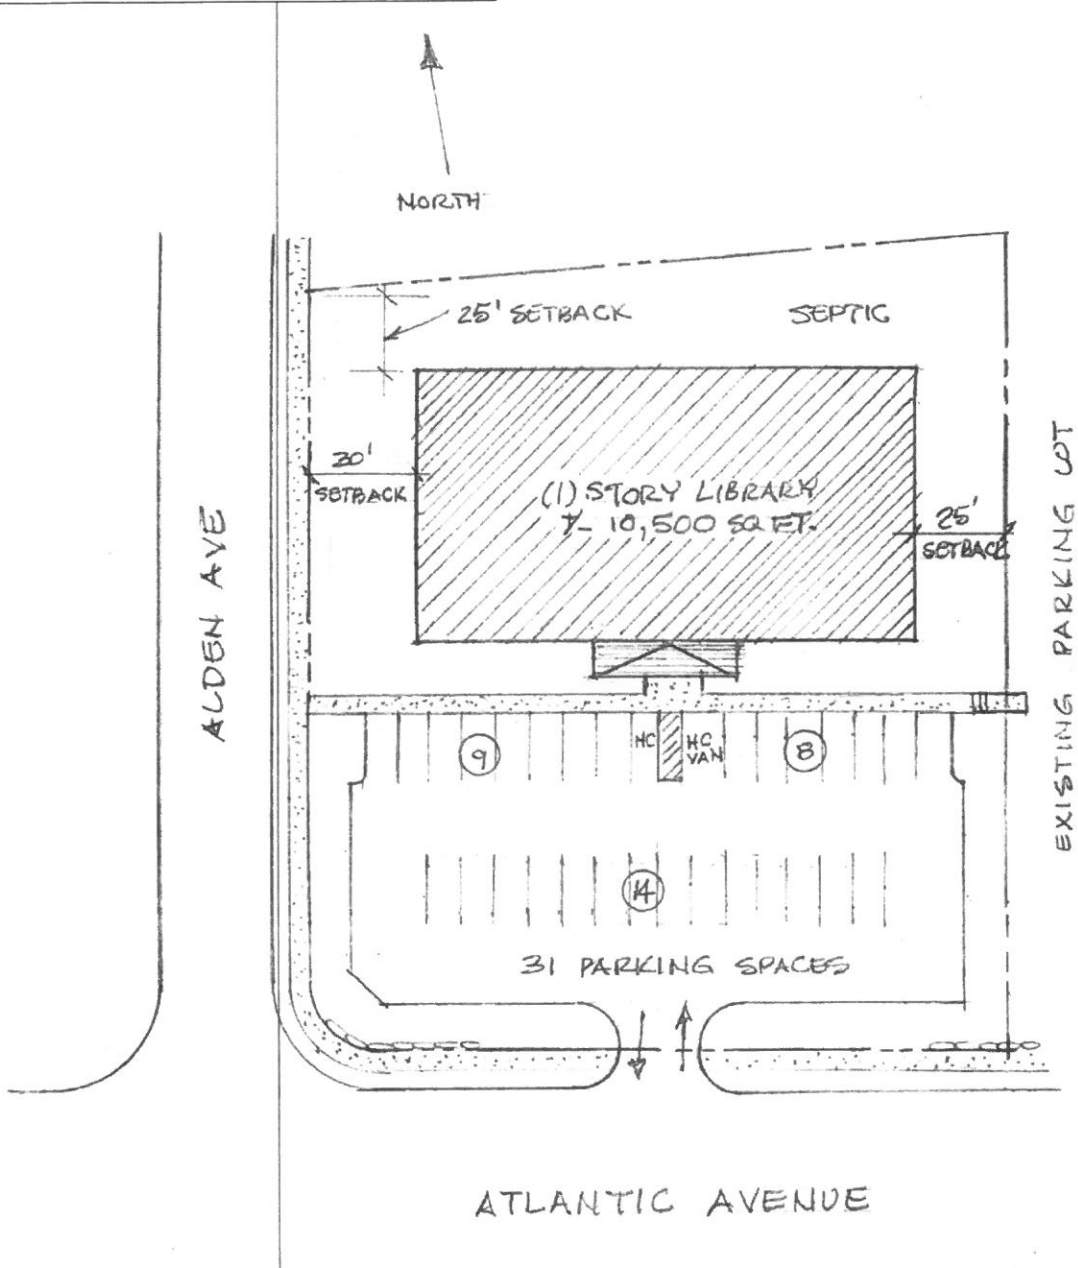 NORTH
25' SETBACK
SEPTIC
30'
SETBACK
(1) STORY LIBRARY
+/- 10,500 SQ FT.
25'
SETBACK
ALDEN AVE
EXISTING PARKING LOT
9
HC
HC
VAN
8
14
31 PARKING SPACES
ATLANTIC AVENUE